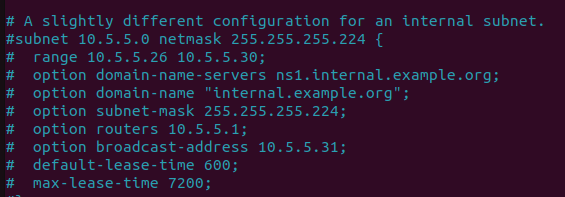 # A slightly different configuration for an internal subnet.
#subnet 10.5.5.0 netmask 255.255.255.224 {
#  range 10.5.5.26 10.5.5.30;
#  option domain-name-servers ns1.internal.example.org;
#  option domain-name "internal.example.org";
#  option subnet-mask 255.255.255.224;
#  option routers 10.5.5.1;
#  option broadcast-address 10.5.5.31;
#  default-lease-time 600;
#  max-lease-time 7200;